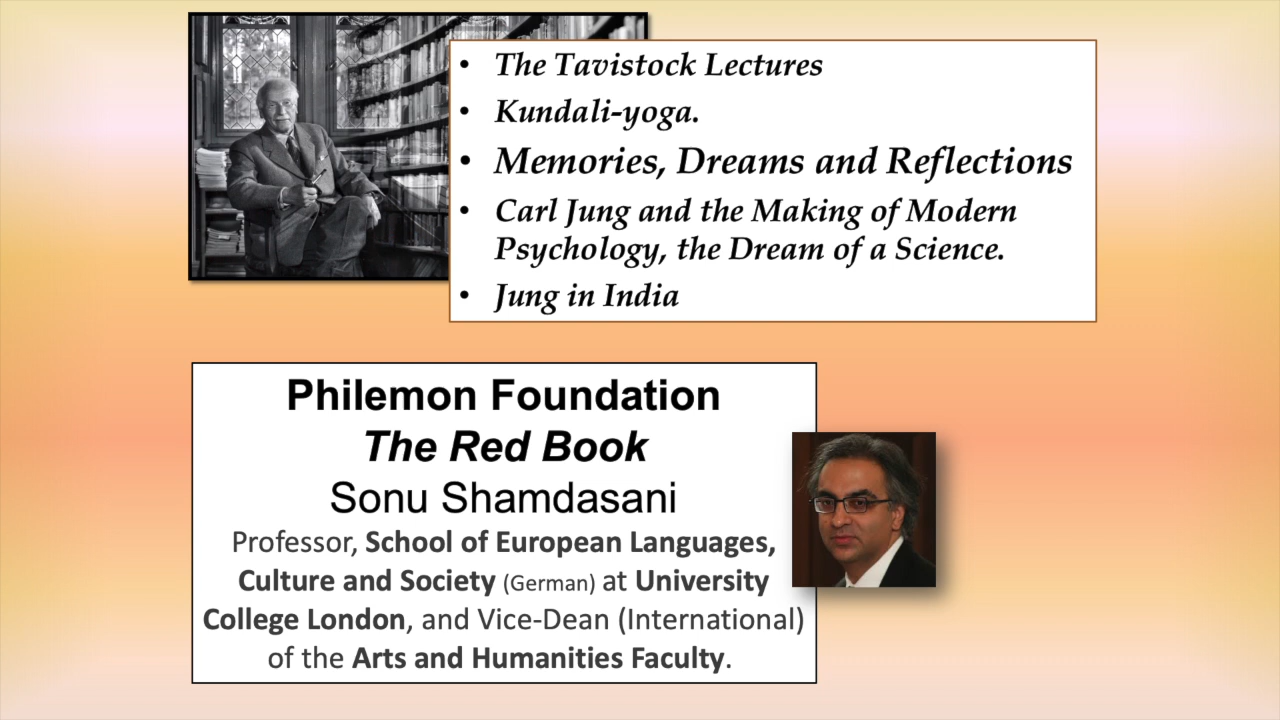 • The Tavistock Lectures
• Kundali-yoga.
• Memories, Dreams and Reflections
• Carl Jung and the Making of Modern
Psychology, the Dream of a Science.
• Jung in India
Philemon Foundation
The Red Book
Sonu Shamdasani
Professor, School of European Languages,
Culture and Society (German) at University
College London, and Vice-Dean (International)
of the Arts and Humanities Faculty.